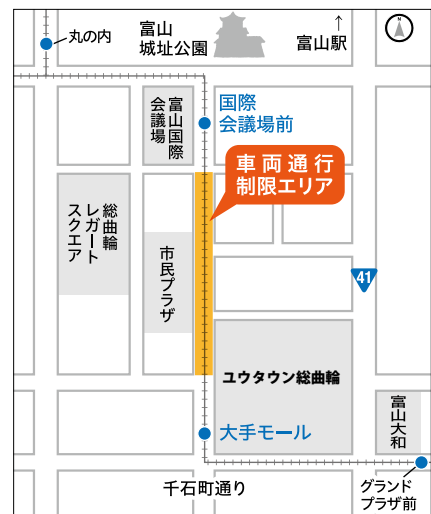 丸の内
富山
城址公園
↑
富山駅
N
富山国際
会議場
国際
会議場前
車両通行
制限エリア
総曲輪
レガート
スクエア
市民プラザ
41
ユウタウン総曲輪
富山大和
大手モール
千石町通り
グランド
プラザ前